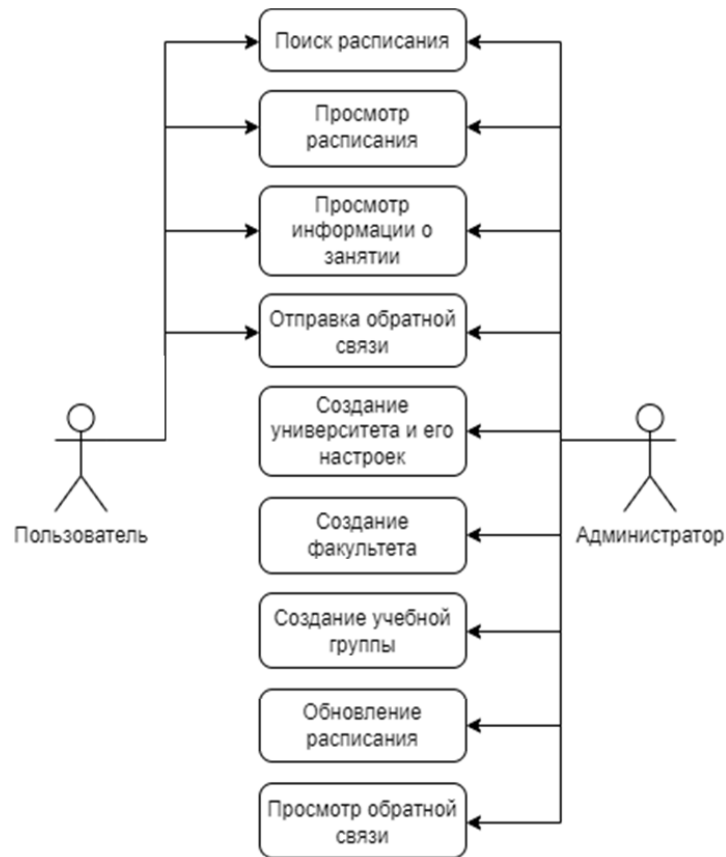 Поиск расписания
Просмотр
расписания
Просмотр
информации о
занятии
Отправка обратной
связи
Создание
университета и его
настроек
Пользователь
Администратор
Создание
факультета
Создание учебной
группы
Обновление
расписания
Просмотр обратной
связи